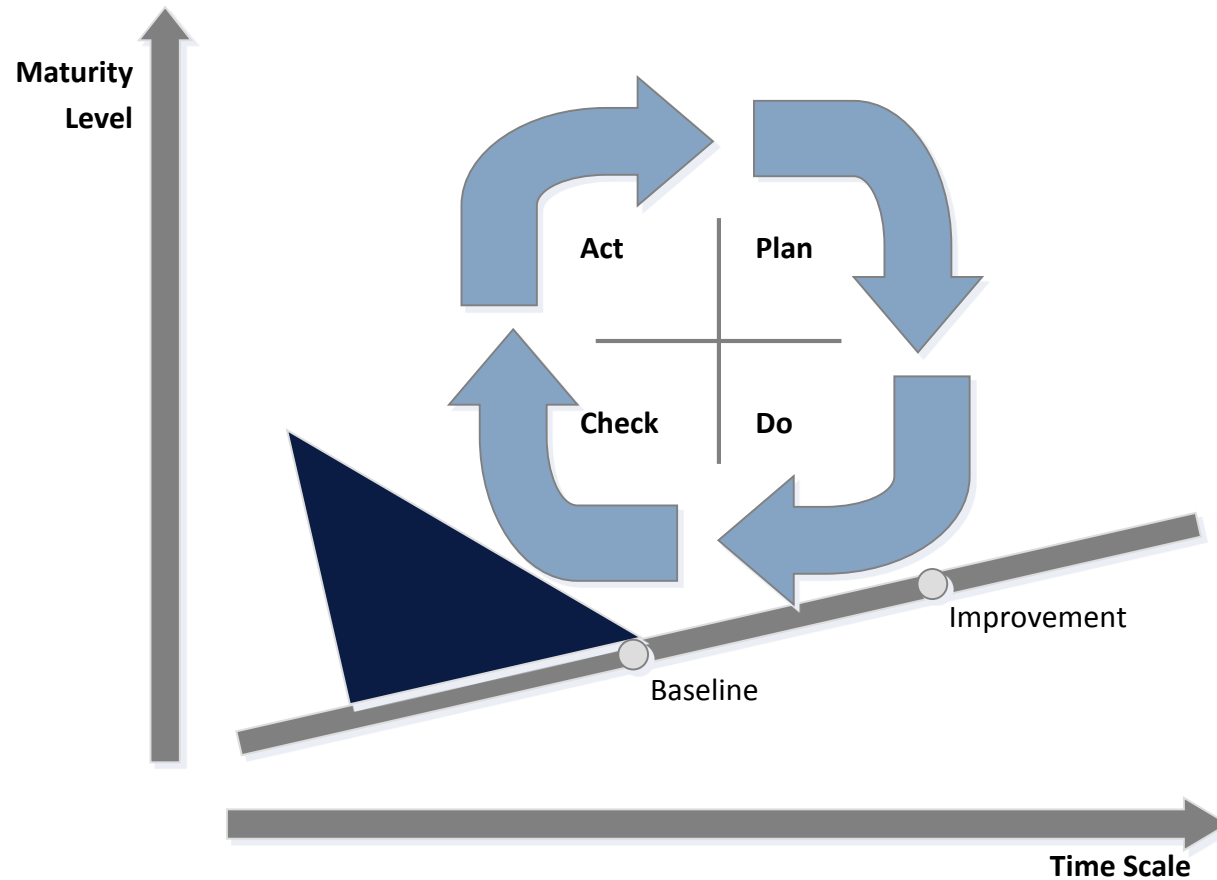 Maturity
Level
Act
Plan
Check
Do
Improvement
Baseline
Time Scale